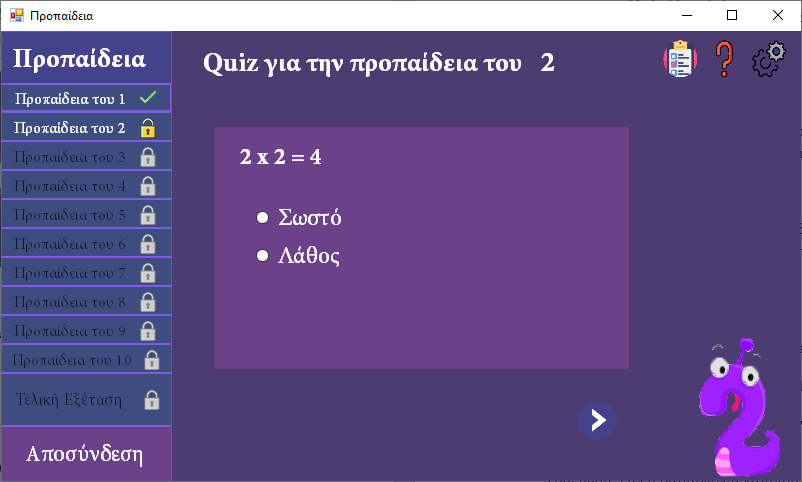 Προπαίδεια
Προπαίδεια
Προπαίδεια του 1
Προπαίδεια του 2
Προπαίδεια του 3
Προπαίδεια του 4
Προπαίδεια του 5
Προπαίδεια του 6
Προπαίδεια του 7
Προπαίδεια του 8
Προπαίδεια του 9
Προπαίδεια του 10
Τελική Εξέταση
Αποσύνδεση
Quiz για την προπαίδεια του 2
2 x 2 = 4
Σωστό
Λάθος